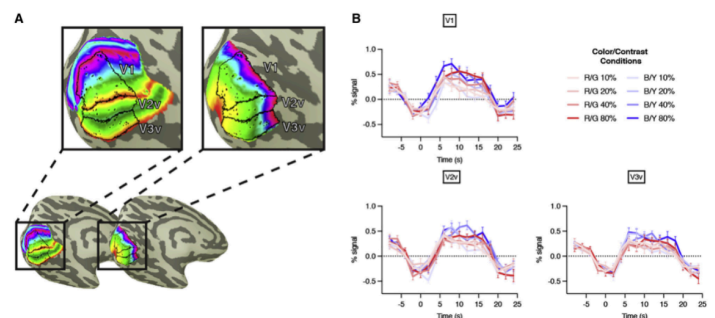 A
V1
V2v
V3v
V1
V2v
V3v
B
V1
% signal
1.0
0.5
0.0
-0.5
-5
0
5
10
15
20
25
Time (s)
Color/Contrast
Conditions
R/G 10%
B/Y 10%
R/G 20%
B/Y 20%
R/G 40%
B/Y 40%
R/G 80%
B/Y 80%
V2v
% signal
1.0
0.5
0.0
-0.5
-5
0
5
10
15
20
25
Time (s)
V3v
% signal
1.0
0.5
0.0
-0.5
-5
0
5
10
15
20
25
Time (s)